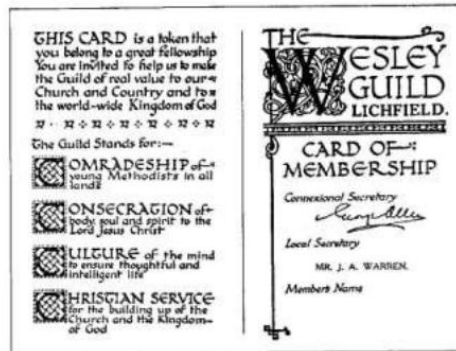 THIS CARD is a token that
you belong to a great fellowship
You are invited to help us to make
the Guild of real value to our
Church and Country and to
the world-wide Kingdom of God
The Guild Stands for:—
COMRADESHIP of
young Methodists in all
lands
CONSECRATION of
body, soul and spirit to the
Lord Jesus Christ
CULTURE of the mind
to ensure thoughtful and
intelligent life
CHRISTIAN SERVICE
for the building up of the
Church and the Kingdom
of God
THE
WESLEY
GUILD
LICHFIELD.
CARD OF
MEMBERSHIP
Connexional Secretary
Local Secretary
MR. J. A. WARREN.
Members Name